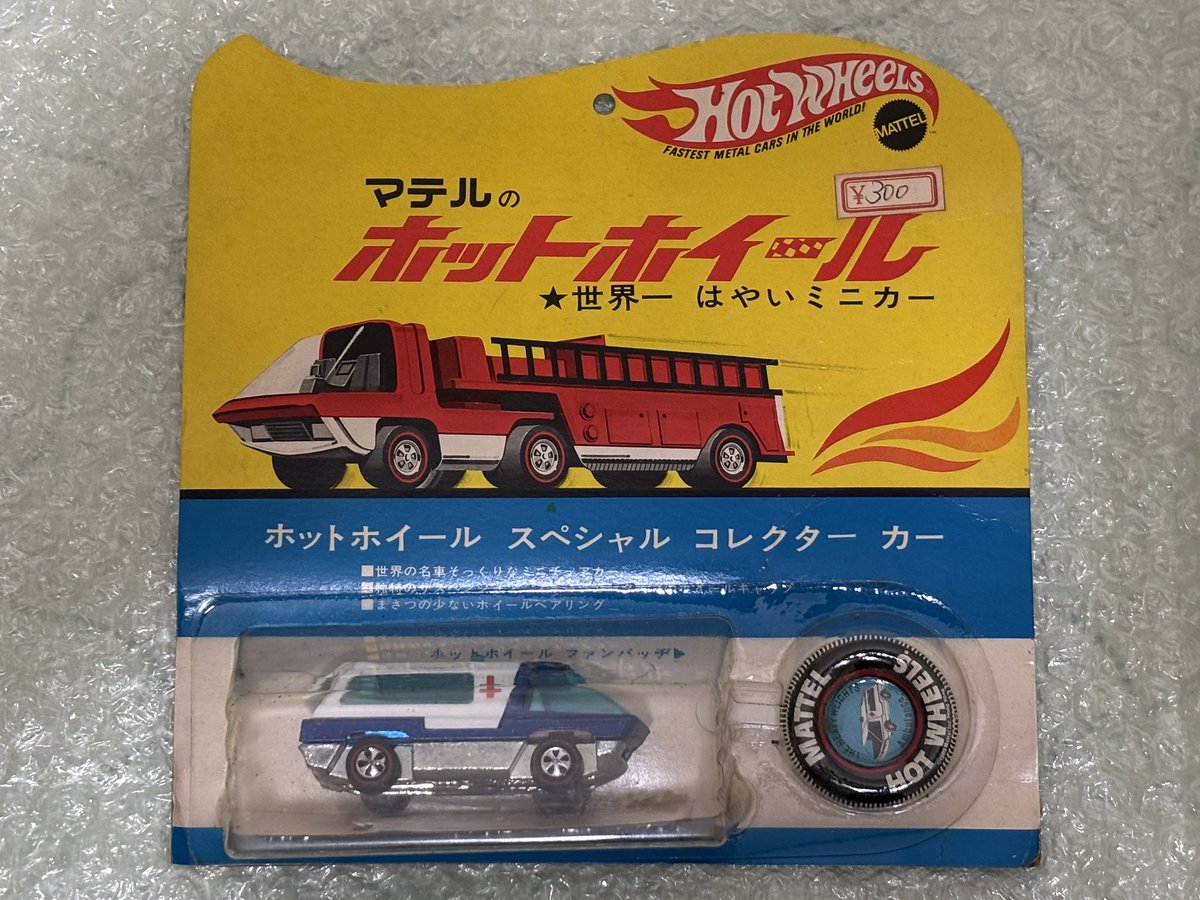 HOT WHEELS
MATTEL
™
FASTEST METAL CARS IN THE WORLD!
¥300
マテルの
ホットホイール
★世界一 はやいミニカー
ホットホイール スペシャル コレクター カー
■世界の名車そっくりなミニチュアカー
■まさつの少ないホイールベアリング
ホットホイール ファンバッヂ▶
MATTEL
HOT WHEELS
THE HEAVYWEIGHTS
Ambulance